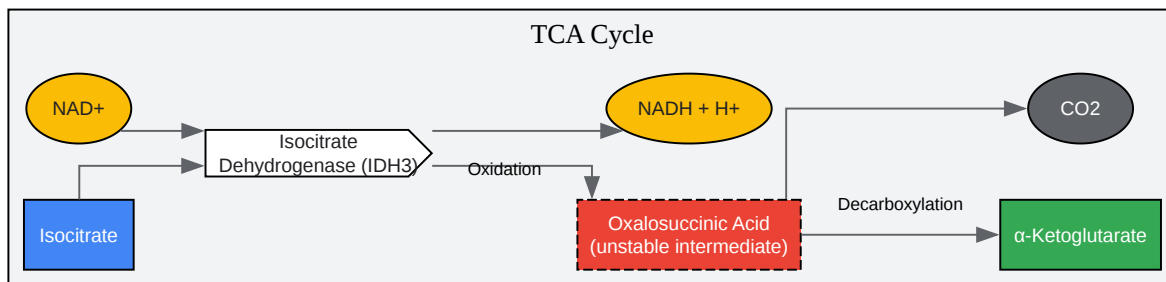 TCA Cycle
NAD+
NADH + H+
CO2
Isocitrate
Dehydrogenase (IDH3)
Oxidation
Isocitrate
Oxalosuccinic Acid
(unstable intermediate)
Decarboxylation
α-Ketoglutarate